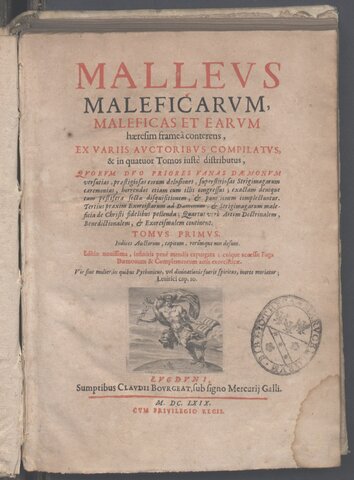 MALLEVS
MALEFICARVM,
MALEFICAS ET EARVM
hæresim frameâ conterens,
EX VARIIS AVCTORIBVS COMPILATVS,
& in quatuor Tomos iustè distributus,
QVORVM DVO PRIORES VANAS DÆMONVM
versutias, præstigiosas eorum delusiones, superstitiosas Strigimagarum
cæremonias, horrendos etiam cum illis congressus; exactam denique
tam pestiferæ sectæ disquisitionem, & punitionem complectuntur.
Tertius praxim Exorcistarum ad Dæmonum, & Strigimagarum male-
ficia de Christi fidelibus pellenda; Quartus verò Artem Doctrinalem,
Benedictionalem, & Exorcismalem continent.
TOMVS PRIMVS.
Indices Auctorum, capitum, rerúmque non desunt.
Editio nouissima, infinitis penè mendis expurgata; cuique accessit Fuga
Dæmonum & Complementum artis exorcisticæ.
Vir siue mulier, in quibus Pythonicus, vel diuinationis fuerit spiritus, morte moriatur;
Leuitici cap. 10.
LVGDVNI,
Sumptibus CLAVDII BOVRGEAT, sub signo Mercurij Galli.
M. DC. LXIX.
CVM PRIVILEGIO REGIS.